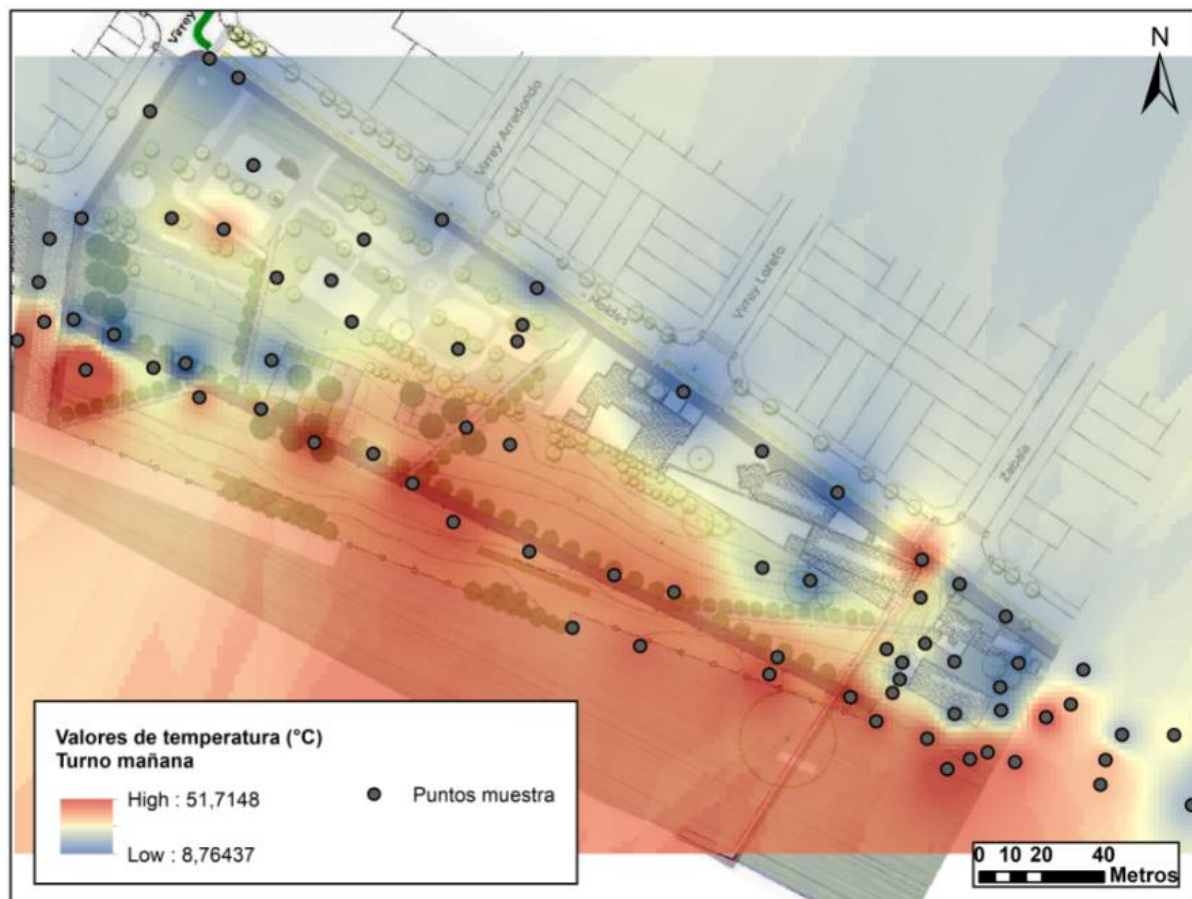 Virrey
N
Virrey Arredondo
Virrey Loreto
Zabala
Valores de temperatura (°C)
Turno mañana
High : 51,7148
Low : 8,76437
Puntos muestra
0 10 20 40
Metros